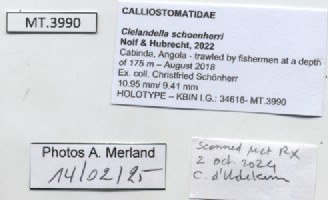 MT.3990
CALLIOSTOMATIDAE
Clelandella schoenherri
Nolf & Hubrecht, 2022
Cabinda, Angola - trawled by fishermen at a depth
of 175 m – August 2018
Ex. coll. Christfried Schönherr
10.95 mm/ 9.41 mm
HOLOTYPE – KBIN I.G.: 34618- MT.3990
Photos A. Merland
14/02/25
Scanned Mct RX
2 oct. 2024
C. d'Udekem